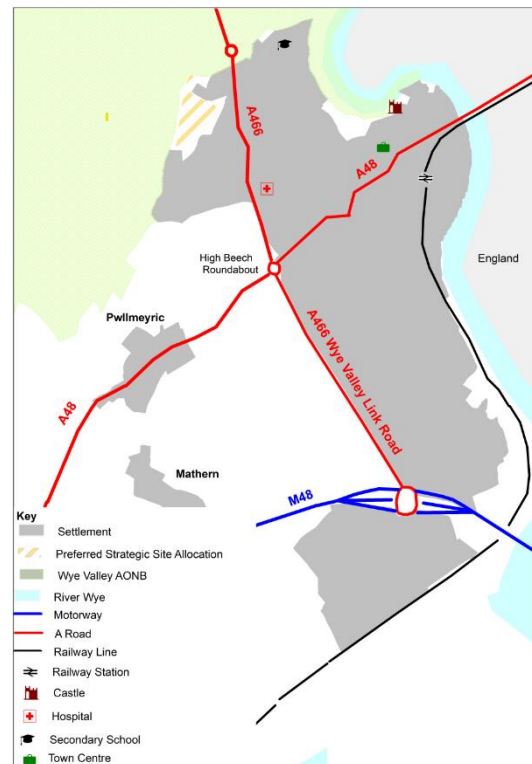 A466
A48
High Beech
Roundabout
England
A466 Wye Valley Link Road
Pwllmeyric
A48
Mathern
M48
Key
Settlement
Preferred Strategic Site Allocation
Wye Valley AONB
River Wye
Motorway
A Road
Railway Line
Railway Station
Castle
Hospital
Secondary School
Town Centre